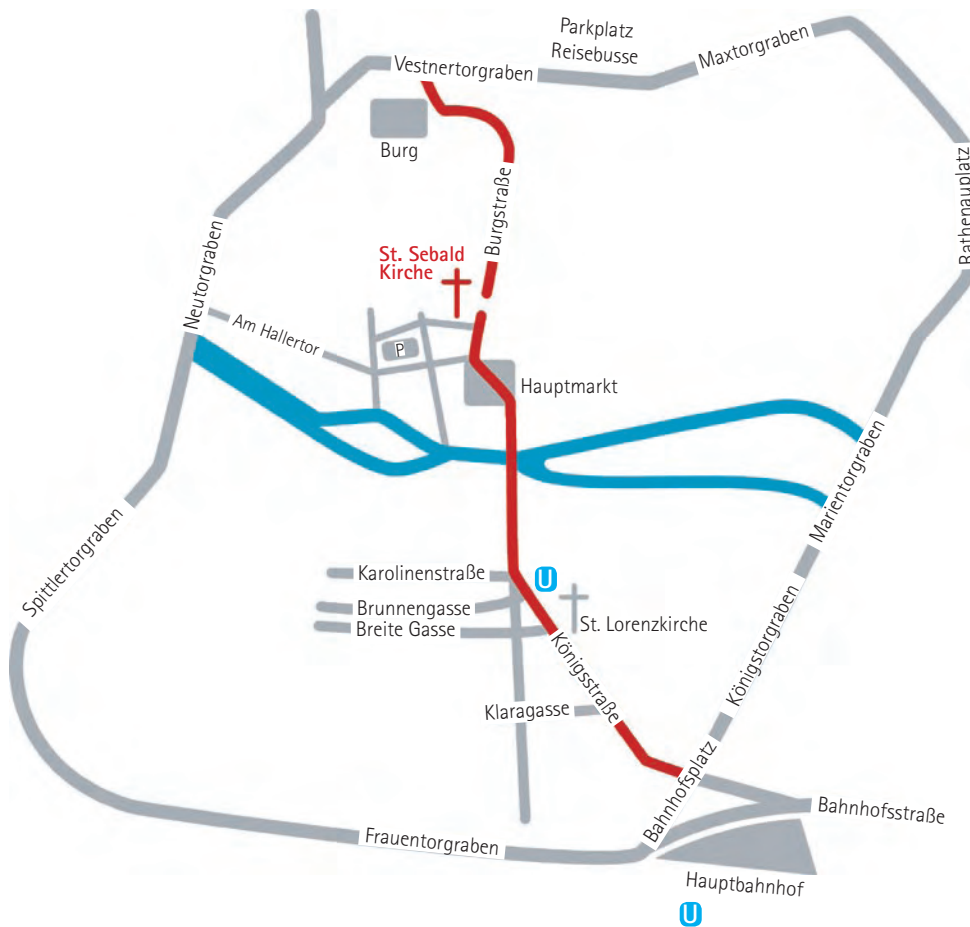 Parkplatz
Reisebusse
Maxtorgraben
Vestnertorgraben
Burg
Rathenauplatz
Burgstraße
St. Sebald
Kirche
Neutorgraben
Am Hallertor
P
Hauptmarkt
Marientorgraben
Spittlertorgraben
Karolinenstraße
U
Brunnengasse
Breite Gasse
St. Lorenzkirche
Königstorgraben
Königsstraße
Klaragasse
Bahnhofsplatz
Bahnhofsstraße
Frauentorgraben
Hauptbahnhof
U